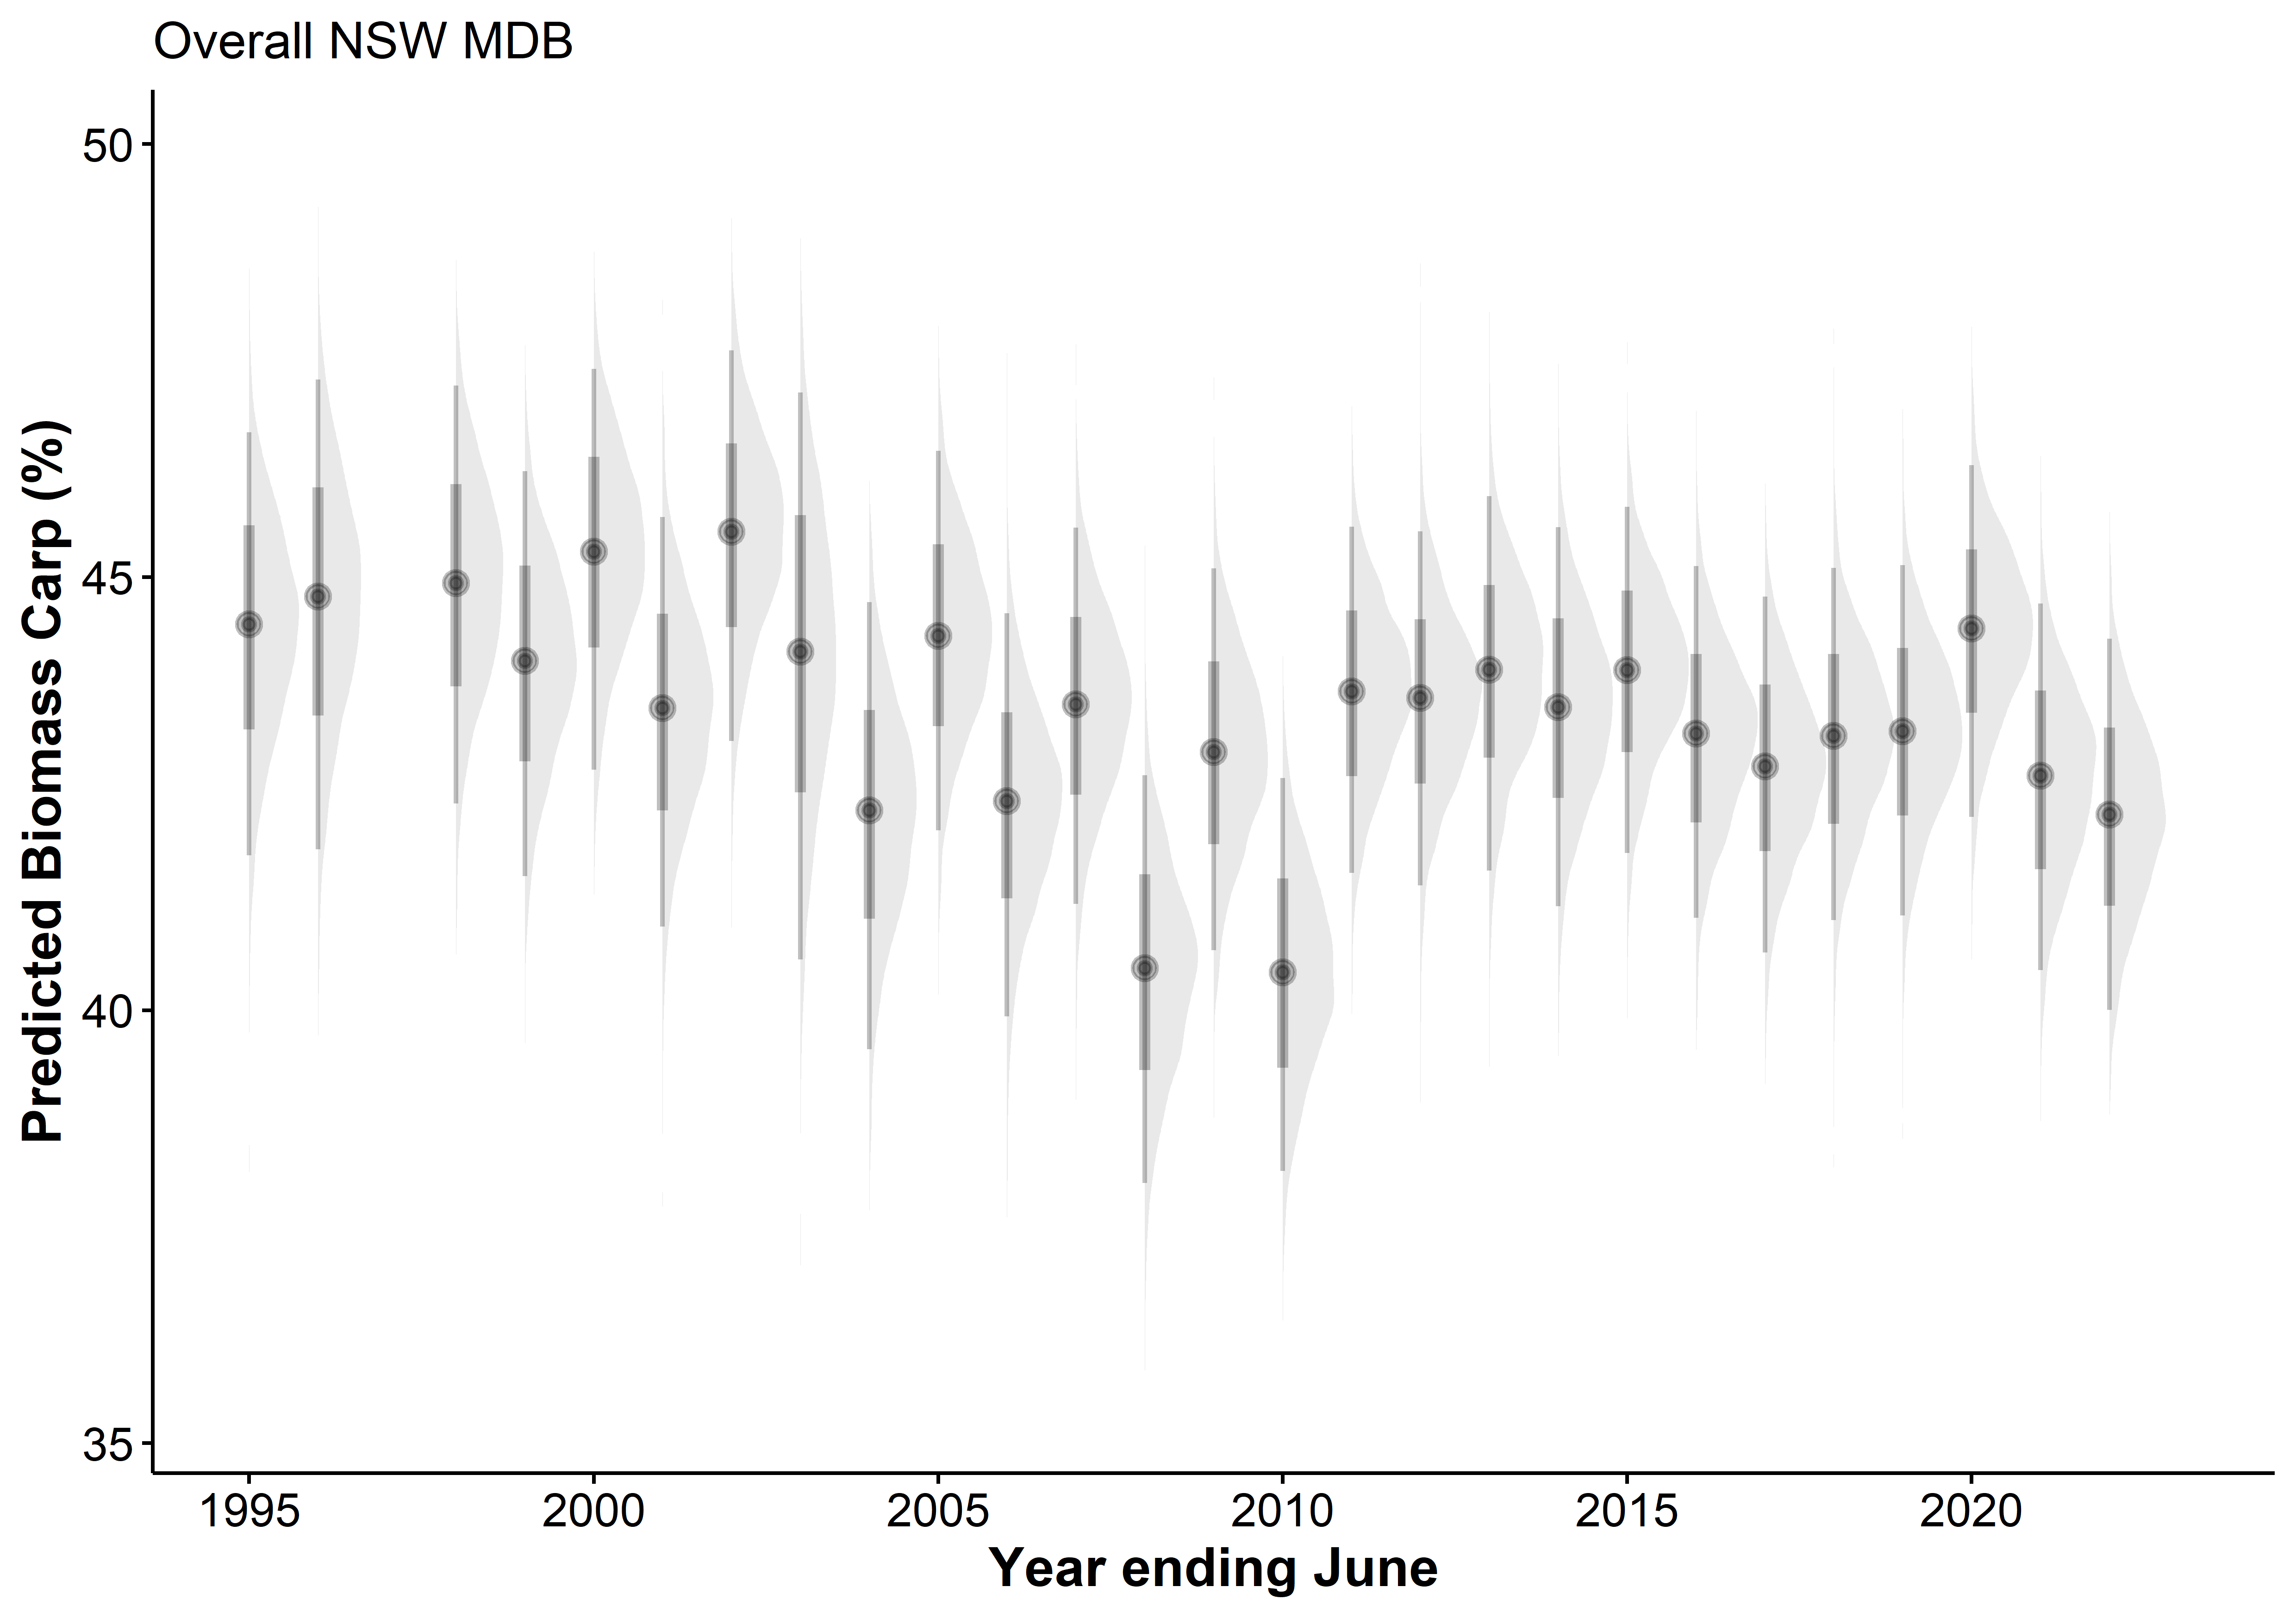 Overall NSW MDB
50
45
40
35
Predicted Biomass Carp (%)
1995 2000 2005 2010 2015 2020
Year ending June